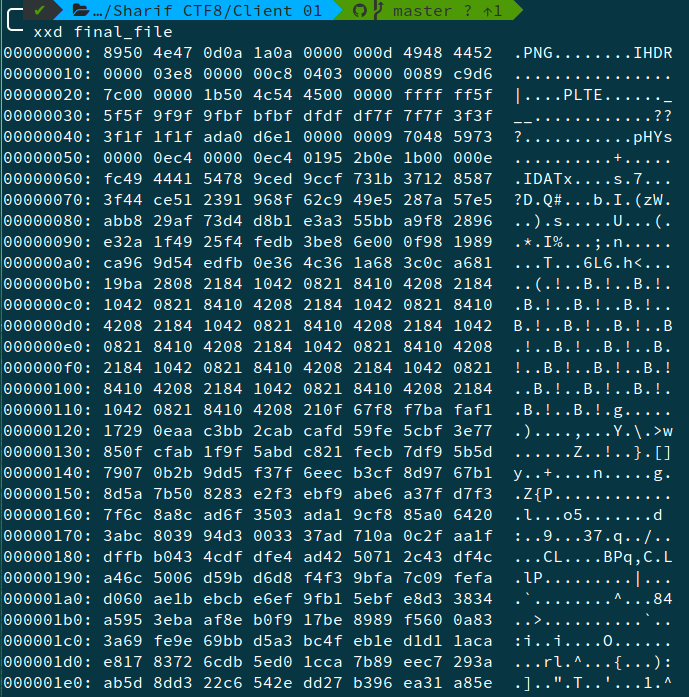 ✔ …/Sharif CTF8/Client 01 master ? ↑1
xxd final_file
00000000: 8950 4e47 0d0a 1a0a 0000 000d 4948 4452 .PNG........IHDR
00000010: 0000 03e8 0000 00c8 0403 0000 0089 c9d6 ................
00000020: 7c00 0000 1b50 4c54 4500 0000 ffff ff5f |....PLTE......_
00000030: 5f5f 9f9f 9fbf bfbf dfdf df7f 7f7f 3f3f __............??
00000040: 3f1f 1f1f ada0 d6e1 0000 0009 7048 5973 ?...........pHYs
00000050: 0000 0ec4 0000 0ec4 0195 2b0e 1b00 000e ..........+.....
00000060: fc49 4441 5478 9ced 9ccf 731b 3712 8587 .IDATx....s.7...
00000070: 3f44 ce51 2391 968f 62c9 49e5 287a 57e5 ?D.Q#...b.I.(zW.
00000080: abb8 29af 73d4 d8b1 e3a3 55bb a9f8 2896 ..).s.....U...(.
00000090: e32a 1f49 25f4 fedb 3be8 6e00 0f98 1989 .*.I%...;.n.....
000000a0: ca96 9d54 edfb 0e36 4c36 1a68 3c0c a681 ...T...6L6.h<...
000000b0: 19ba 2808 2184 1042 0821 8410 4208 2184 ..(.!..B.!..B.!.
000000c0: 1042 0821 8410 4208 2184 1042 0821 8410 .B.!..B.!..B.!..
000000d0: 4208 2184 1042 0821 8410 4208 2184 1042 B.!..B.!..B.!..B
000000e0: 0821 8410 4208 2184 1042 0821 8410 4208 .!..B.!..B.!..B.
000000f0: 2184 1042 0821 8410 4208 2184 1042 0821 !..B.!..B.!..B.!
00000100: 8410 4208 2184 1042 0821 8410 4208 2184 ..B.!..B.!..B.!.
00000110: 1042 0821 8410 4208 210f 67f8 f7ba faf1 .B.!..B.!.g.....
00000120: 1729 0eaa c3bb 2cab cafd 59fe 5cbf 3e77 .)....,...Y.\.>w
00000130: 850f cfab 1f9f 5abd c821 fecb 7df9 5b5d ......Z..!..}.[]
00000140: 7907 0b2b 9dd5 f37f 6eec b3cf 8d97 67b1 y..+....n.....g.
00000150: 8d5a 7b50 8283 e2f3 ebf9 abe6 a37f d7f3 .Z{P............
00000160: 7f6c 8a8c ad6f 3503 ada1 9cf8 85a0 6420 .l...o5.......d
00000170: 3abc 8039 94d3 0033 37ad 710a 0c2f aa1f :..9...37.q../..
00000180: dffb b043 4cdf dfe4 ad42 5071 2c43 df4c ...CL....BPq,C.L
00000190: a46c 5006 d59b d6d8 f4f3 9bfa 7c09 fefa .lP.........|...
000001a0: d060 ae1b ebcb e6ef 9fb1 5ebf e8d3 3834 .`........^...84
000001b0: a595 3eba af8e b0f9 17be 8989 f560 0a83 ..>..........`..
000001c0: 3a69 fe9e 69bb d5a3 bc4f eb1e d1d1 1aca :i..i....O......
000001d0: e817 8372 6cdb 5ed0 1cca 7b89 eec7 293a ...rl.^...{...):
000001e0: ab5d 8dd3 22c6 542e dd27 b396 ea31 a85e .]..".T..'...1.^